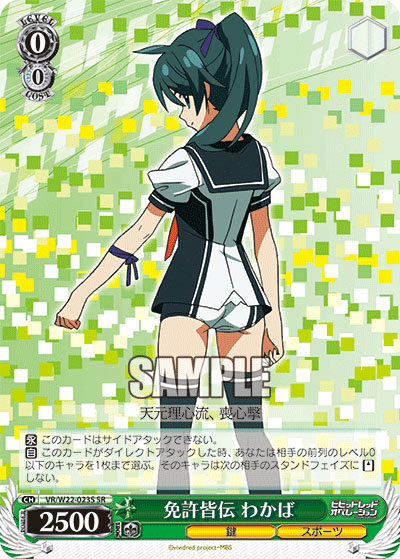 LEVEL
0
0
COST
SAMPLE
天元理心流、喪心撃
永 このカードはサイドアタックできない。
自 このカードがダイレクトアタックした時、あなたは相手の前列のレベル0
以下のキャラを1枚まで選ぶ。そのキャラは次の相手のスタンドフェイズに
スタンドしない。
CH VR/W22-023S SR
2500
免許皆伝 わかば
ビビッドレッド
オペレーション
鍵
スポーツ
©vividred project・MBS